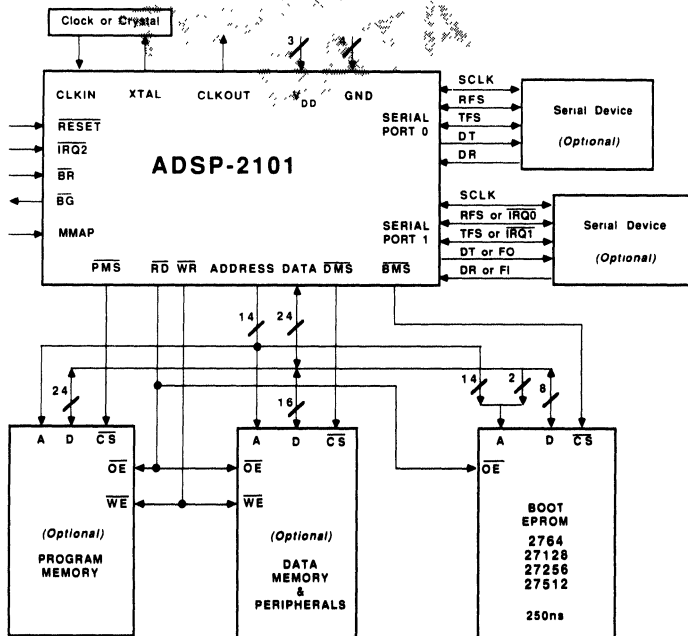 Clock or Crystal
3 4
CLKIN XTAL CLKOUT VDD GND
RESET
IRQ2
BR
BG
MMAP
ADSP-2101
SERIAL
PORT 0
SCLK
RFS
TFS
DT
DR
Serial Device
(Optional)
SERIAL
PORT 1
SCLK
RFS or IRQ0
TFS or IRQ1
DT or FO
DR or FI
Serial Device
(Optional)
PMS RD WR ADDRESS DATA DMS BMS
14 24
24 16 14 2 8
A D CS
OE
WE
(Optional)
PROGRAM
MEMORY
A D CS
OE
WE
(Optional)
DATA
MEMORY
&
PERIPHERALS
A D CS
OE
BOOT
EPROM
2764
27128
27256
27512
250ns